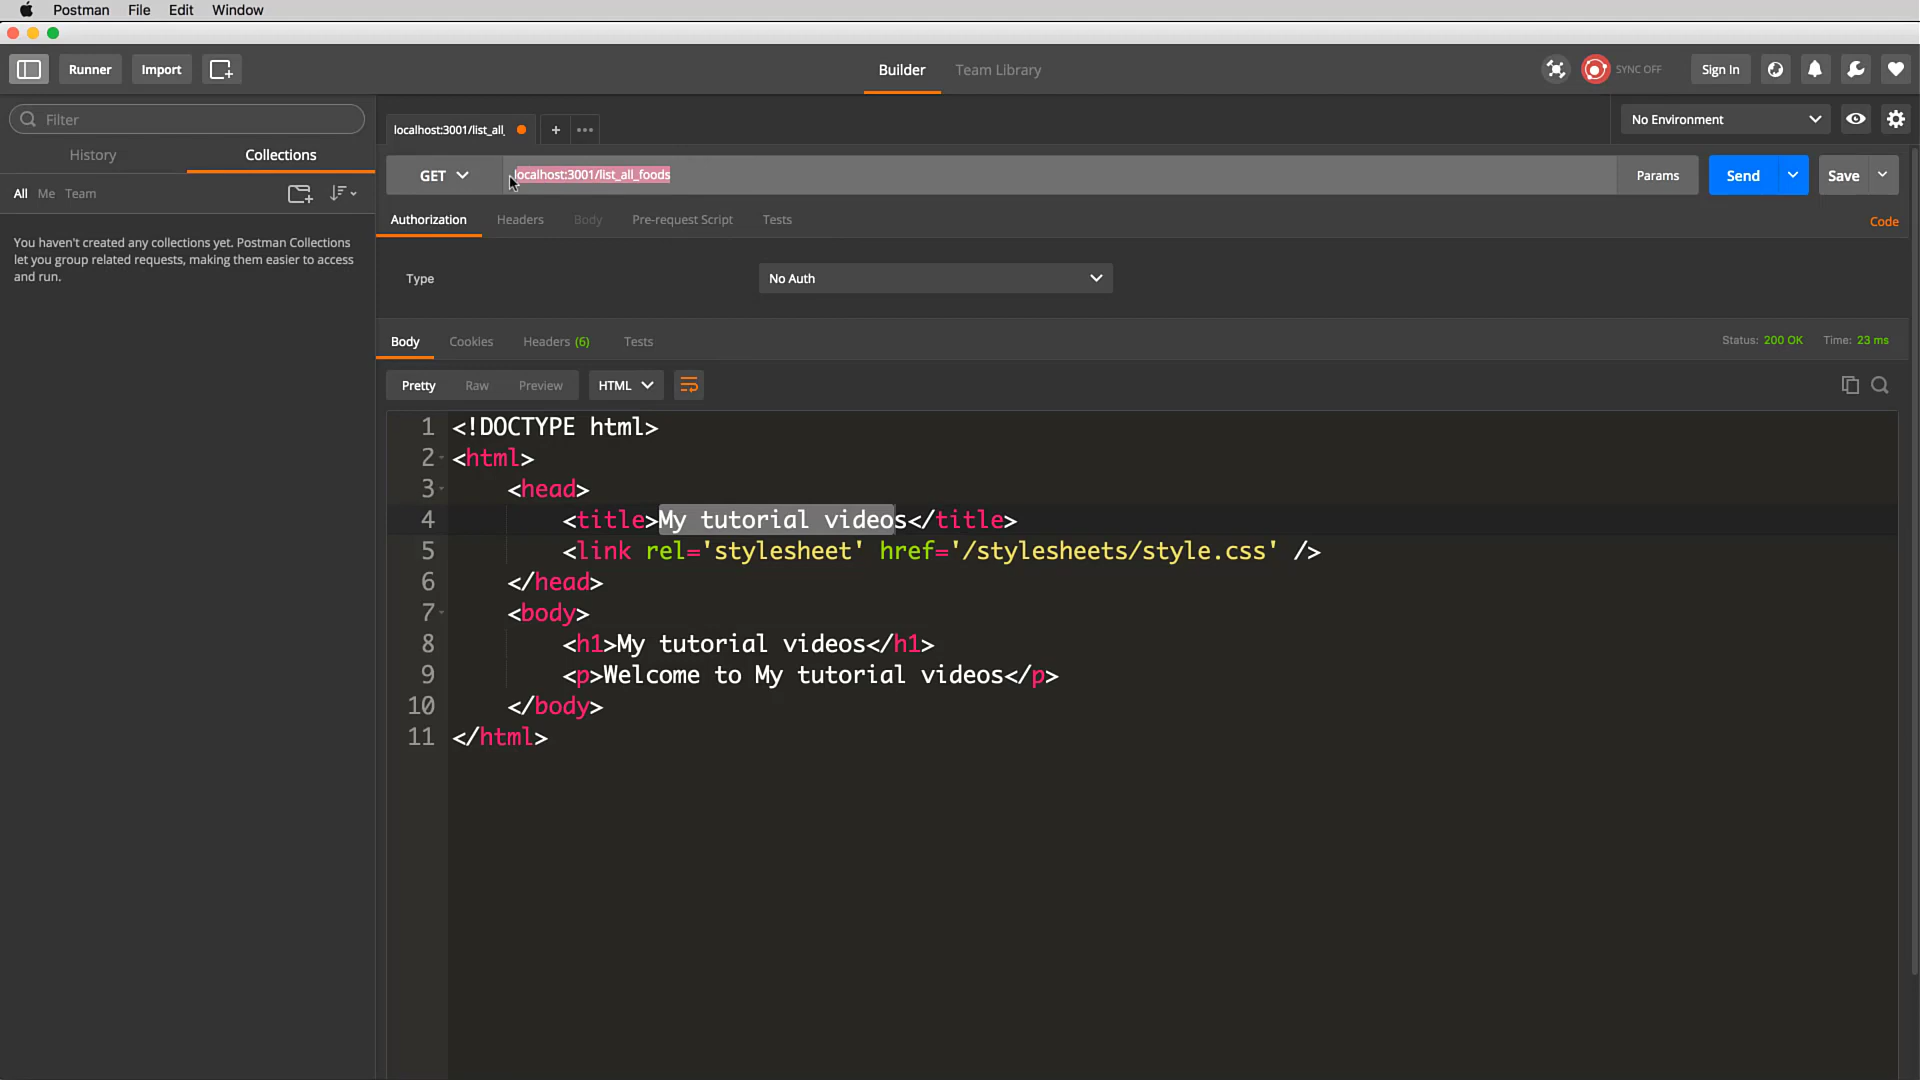 Postman File Edit Window
Runner Import Builder Team Library SYNC OFF Sign In
Filter
localhost:3001/list_all_ + ••• No Environment
History Collections
GET localhost:3001/list_all_foods Params Send Save
All Me Team
Authorization Headers Body Pre-request Script Tests Code
You haven't created any collections yet. Postman Collections
let you group related requests, making them easier to access
and run.
Type No Auth
Body Cookies Headers (6) Tests Status: 200 OK Time: 23 ms
Pretty Raw Preview HTML
1 <!DOCTYPE html>
2 <html>
3 <head>
4 <title>My tutorial videos</title>
5 <link rel='stylesheet' href='/stylesheets/style.css' />
6 </head>
7 <body>
8 <h1>My tutorial videos</h1>
9 <p>Welcome to My tutorial videos</p>
10 </body>
11 </html>